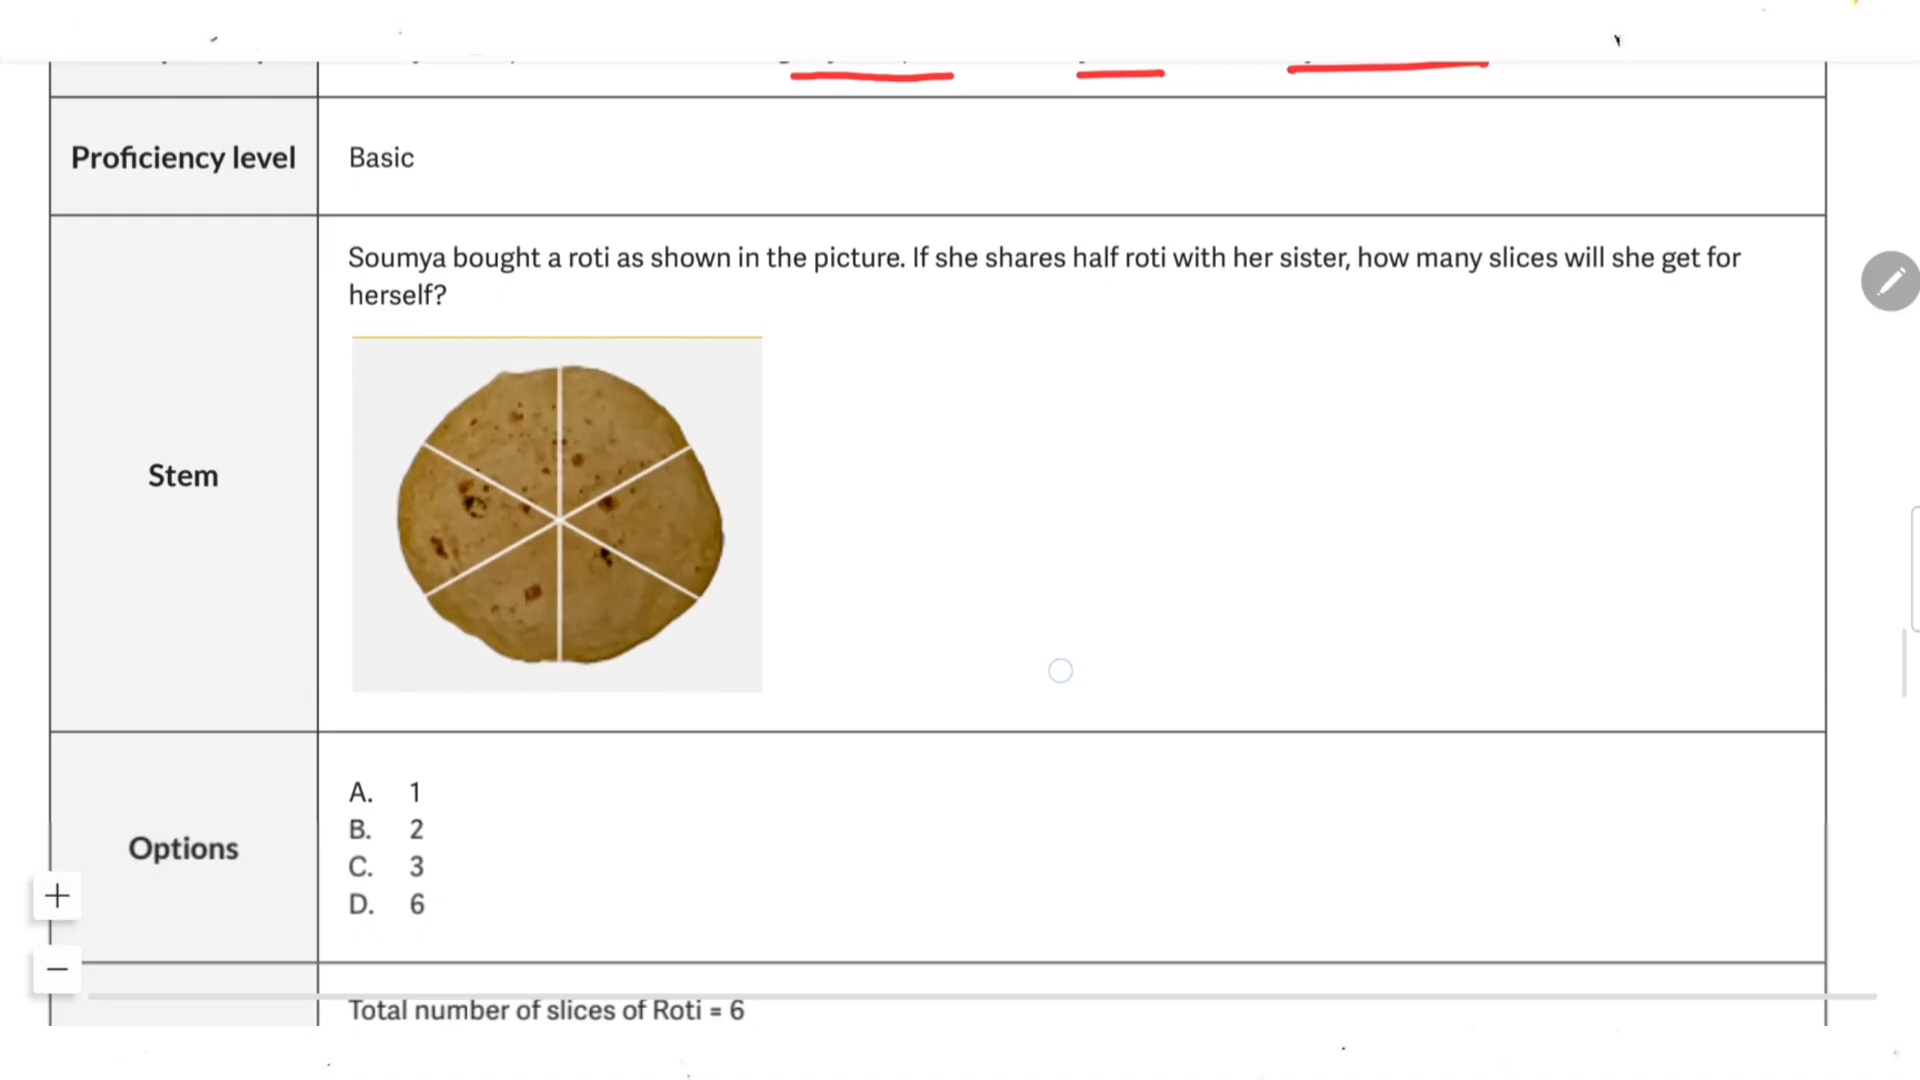 Proficiency level
Basic
Stem
Soumya bought a roti as shown in the picture. If she shares half roti with her sister, how many slices will she get for
herself?
Options
A. 1
B. 2
C. 3
D. 6
Total number of slices of Roti = 6